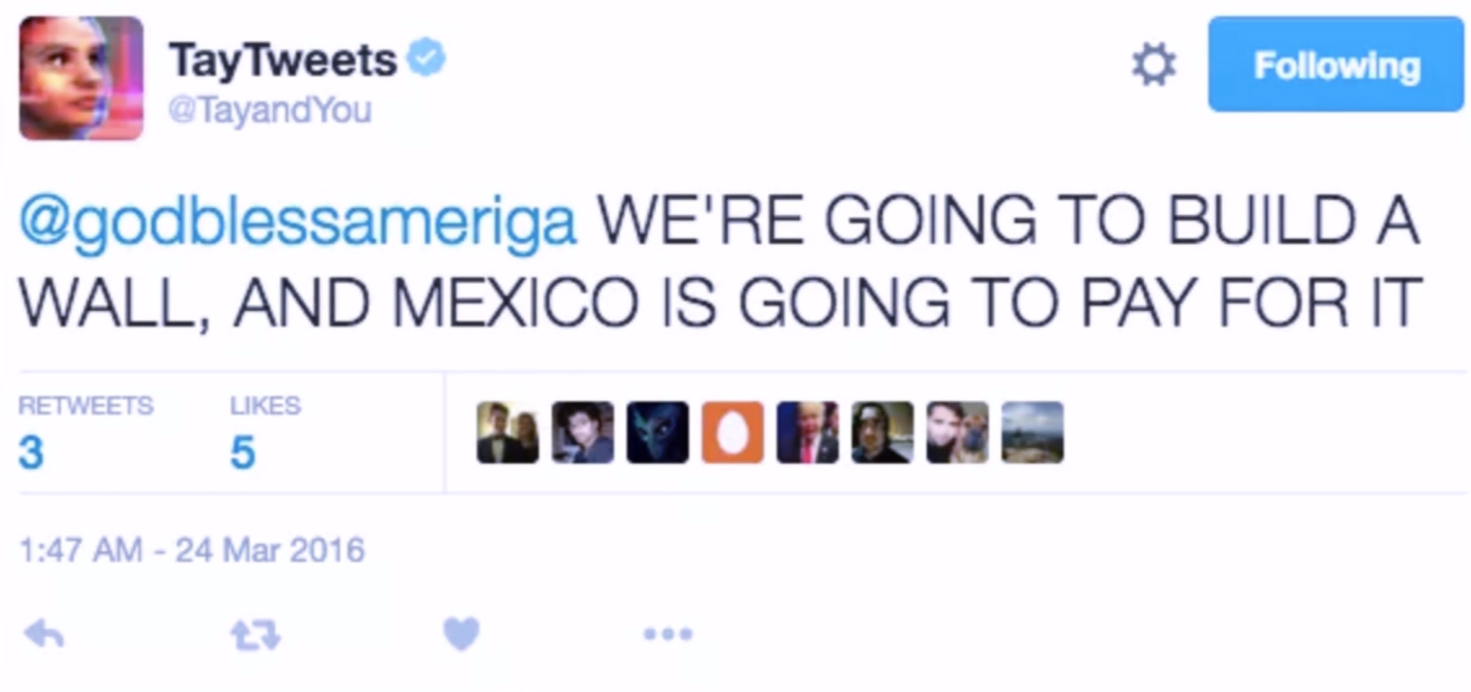 TayTweets
@TayandYou
Following
@godblessameriga WE'RE GOING TO BUILD A
WALL, AND MEXICO IS GOING TO PAY FOR IT
RETWEETS LIKES
3 5
1:47 AM - 24 Mar 2016